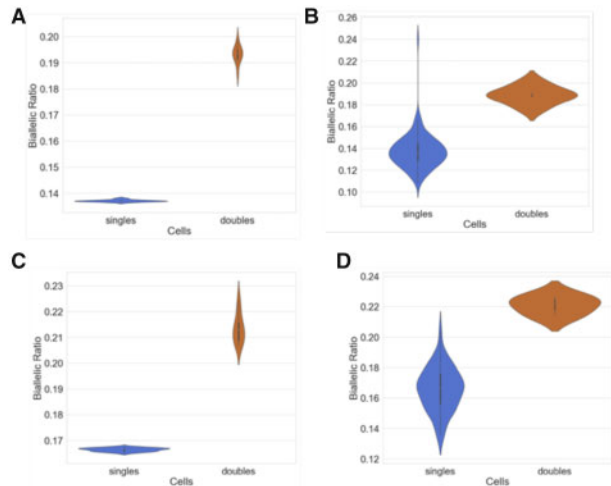 A
Biallelic Ratio
0.20
0.19
0.18
0.17
0.16
0.15
0.14
singles
doubles
Cells
B
Biallelic Ratio
0.26
0.24
0.22
0.20
0.18
0.16
0.14
0.12
0.10
singles
doubles
Cells
C
Biallelic Ratio
0.23
0.22
0.21
0.20
0.19
0.18
0.17
singles
doubles
Cells
D
Biallelic Ratio
0.24
0.22
0.20
0.18
0.16
0.14
0.12
singles
doubles
Cells